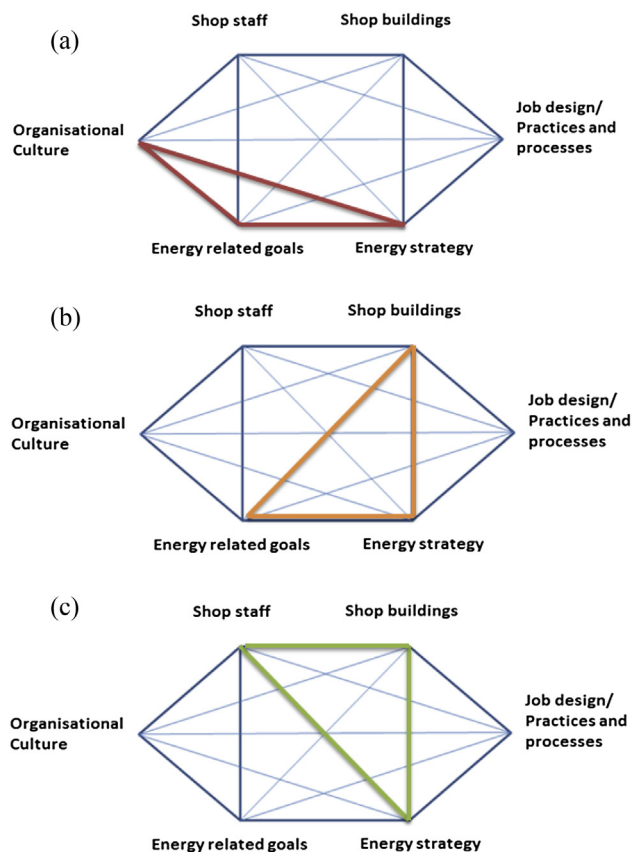 (a)
Shop staff
Shop buildings
Organisational
Culture
Job design/
Practices and
processes
Energy related goals
Energy strategy
(b)
Shop staff
Shop buildings
Organisational
Culture
Job design/
Practices and
processes
Energy related goals
Energy strategy
(c)
Shop staff
Shop buildings
Organisational
Culture
Job design/
Practices and
processes
Energy related goals
Energy strategy